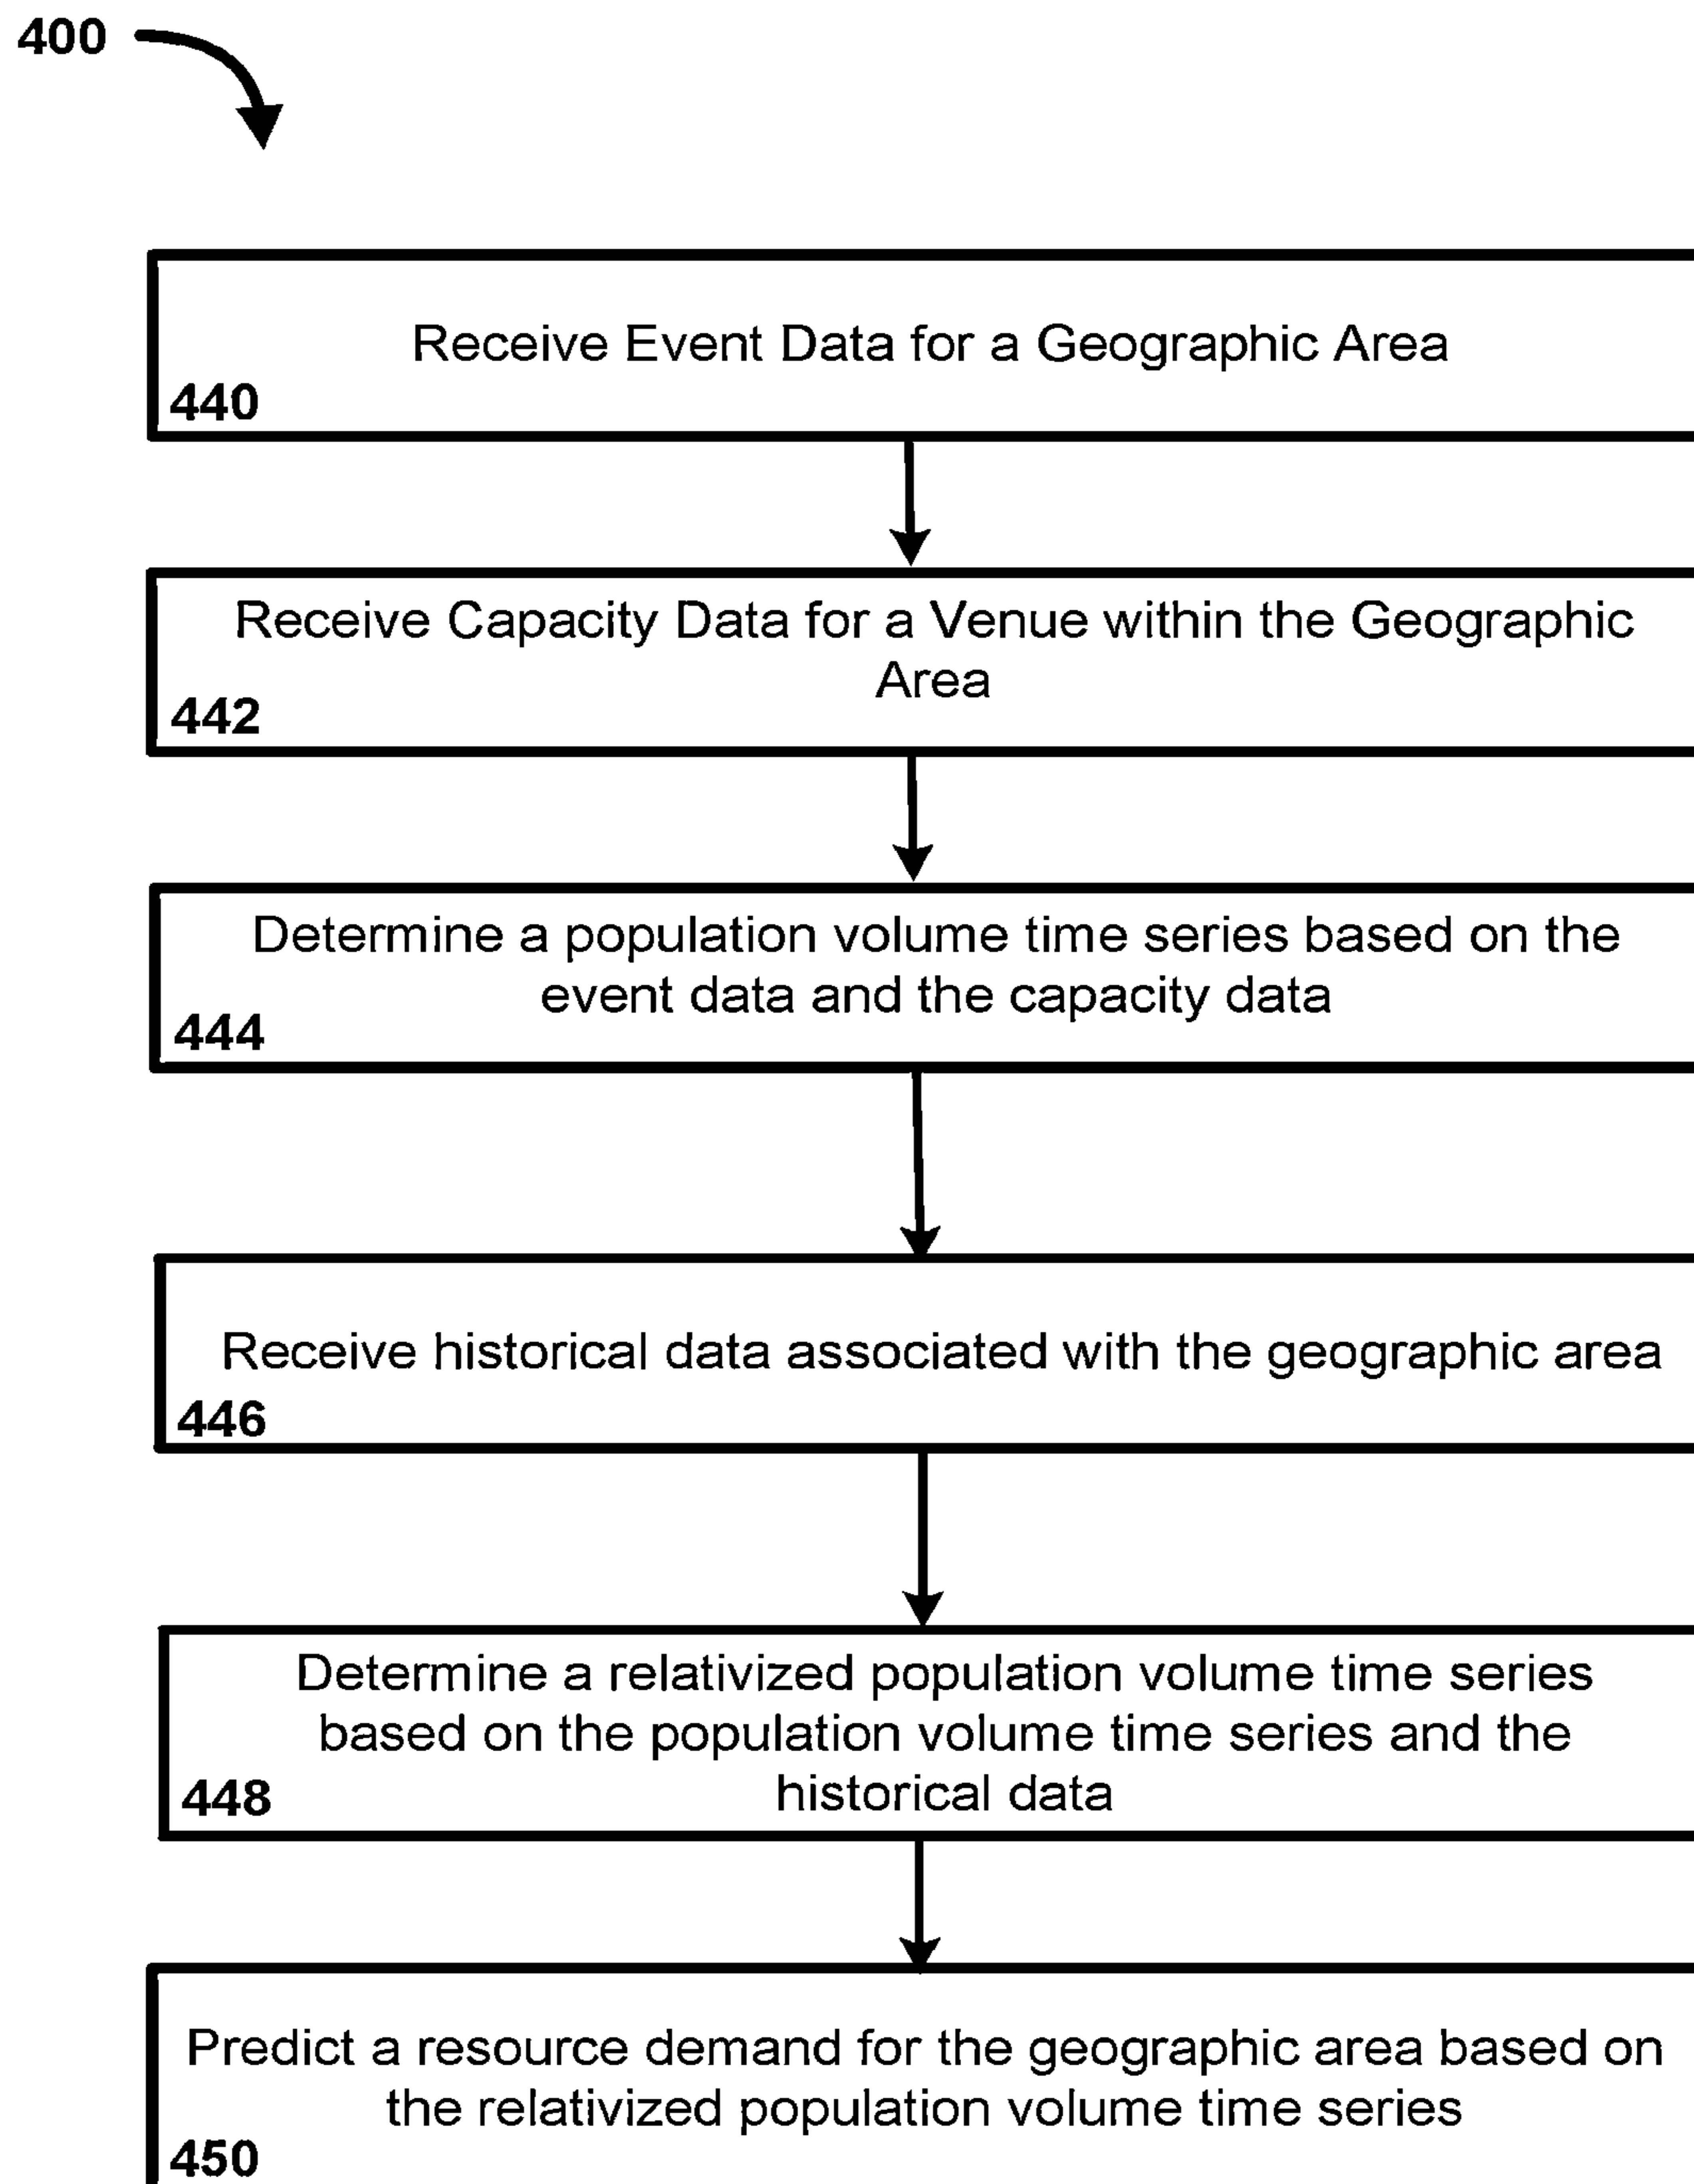 400
Receive Event Data for a Geographic Area
440
Receive Capacity Data for a Venue within the Geographic
Area
442
Determine a population volume time series based on the
event data and the capacity data
444
Receive historical data associated with the geographic area
446
Determine a relativized population volume time series
based on the population volume time series and the
historical data
448
Predict a resource demand for the geographic area based on
the relativized population volume time series
450